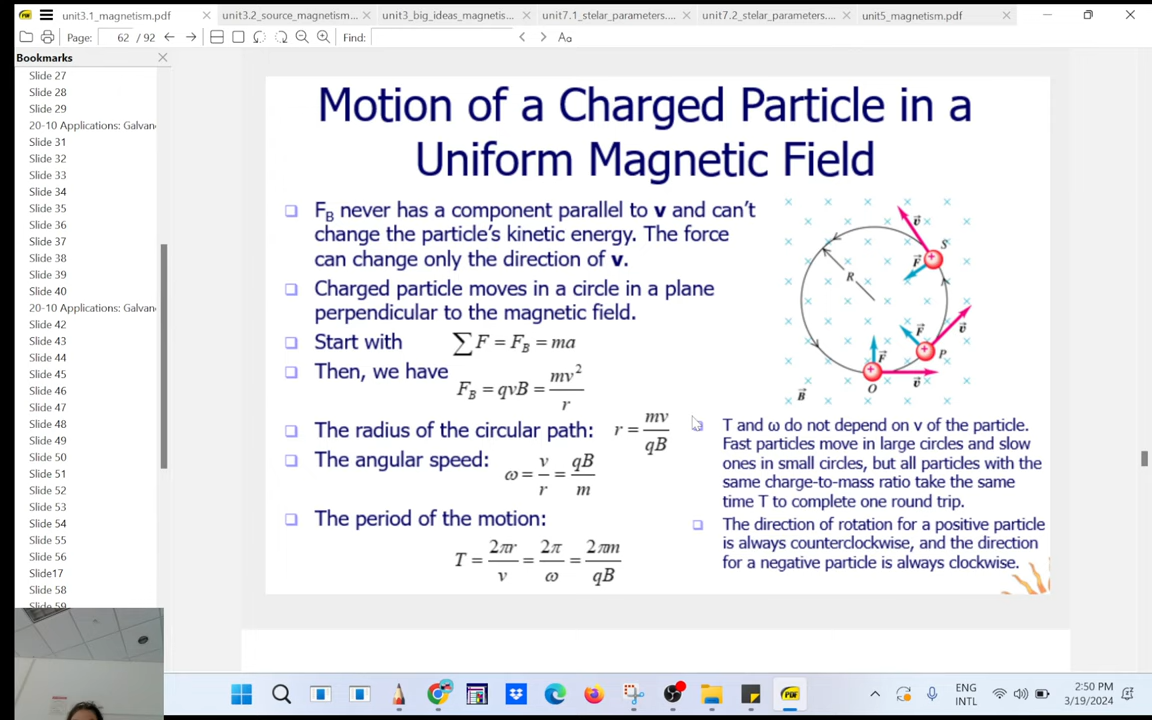 unit3.1_magnetism.pdf
unit3.2_source_magnetism...
unit3_big_ideas_magnetis...
unit7.1_stelar_parameters....
unit7.2_stelar_parameters....
unit5_magnetism.pdf
Page: 62 / 92
Find:
Aa
Bookmarks
Slide 27
Slide 28
Slide 29
20-10 Applications: Galvan
Slide 31
Slide 32
Slide 33
Slide 34
Slide 35
Slide 36
Slide 37
Slide 38
Slide 39
Slide 40
20-10 Applications: Galvan
Slide 42
Slide 43
Slide 44
Slide 45
Slide 46
Slide 47
Slide 48
Slide 49
Slide 50
Slide 51
Slide 52
Slide 53
Slide 54
Slide 55
Slide 56
Slide17
Slide 58
Slide 59
Motion of a Charged Particle in a
Uniform Magnetic Field
F_B never has a component parallel to v and can't
change the particle's kinetic energy. The force
can change only the direction of v.
Charged particle moves in a circle in a plane
perpendicular to the magnetic field.
Start with ∑F = F_B = ma
Then, we have F_B = qvB = mv²/r
The radius of the circular path: r = mv/qB
The angular speed: ω = v/r = qB/m
The period of the motion:
T = 2πr/v = 2π/ω = 2πm/qB
v
S
F
R
v
F
P
F
v
O
B
T and ω do not depend on v of the particle.
Fast particles move in large circles and slow
ones in small circles, but all particles with the
same charge-to-mass ratio take the same
time T to complete one round trip.
The direction of rotation for a positive particle
is always counterclockwise, and the direction
for a negative particle is always clockwise.
PDF
ENG
INTL
2:50 PM
3/19/2024